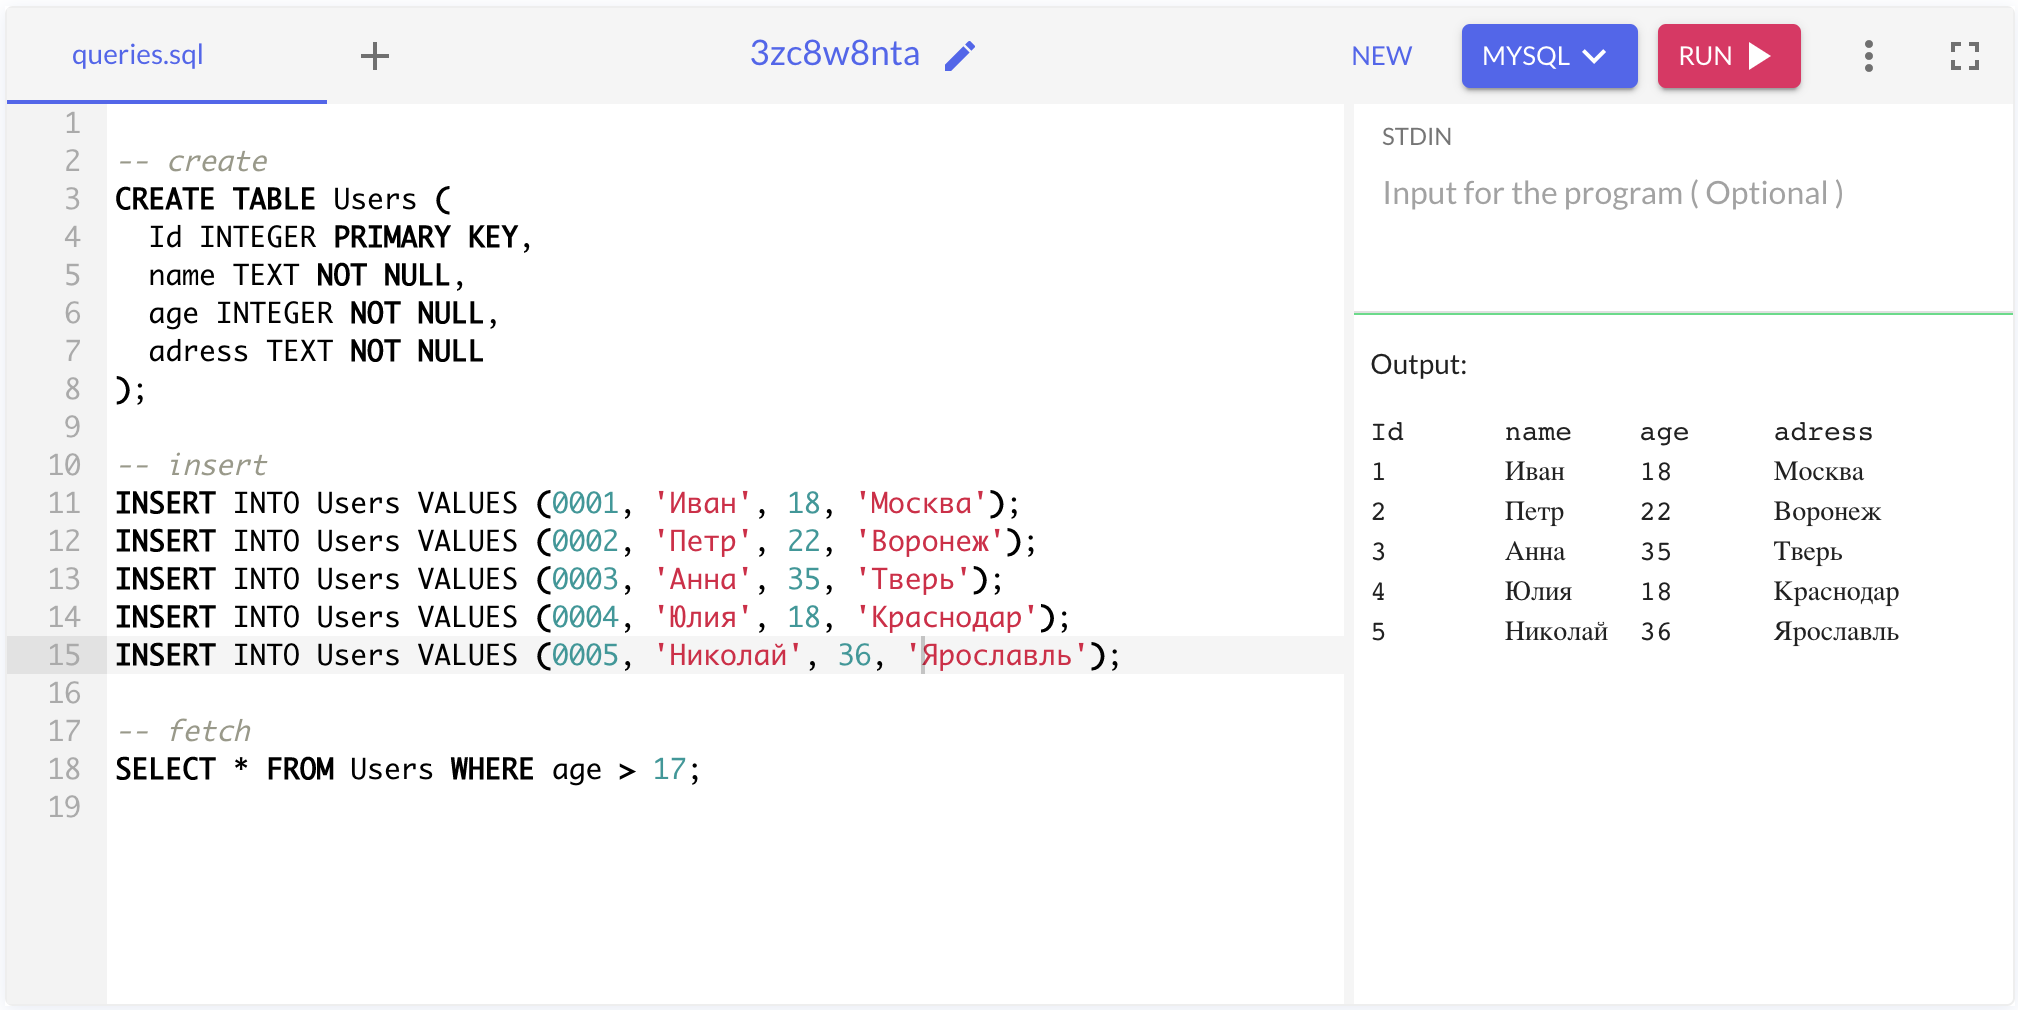 queries.sql + 3zc8w8nta NEW MYSQL RUN
1
2 -- create
3 CREATE TABLE Users (
4 Id INTEGER PRIMARY KEY,
5 name TEXT NOT NULL,
6 age INTEGER NOT NULL,
7 adress TEXT NOT NULL
8 );
9
10 -- insert
11 INSERT INTO Users VALUES (0001, 'Иван', 18, 'Москва');
12 INSERT INTO Users VALUES (0002, 'Петр', 22, 'Воронеж');
13 INSERT INTO Users VALUES (0003, 'Анна', 35, 'Тверь');
14 INSERT INTO Users VALUES (0004, 'Юлия', 18, 'Краснодар');
15 INSERT INTO Users VALUES (0005, 'Николай', 36, 'Ярославль');
16
17 -- fetch
18 SELECT * FROM Users WHERE age > 17;
19
STDIN
Input for the program ( Optional )
Output:
Id name age adress
1 Иван 18 Москва
2 Петр 22 Воронеж
3 Анна 35 Тверь
4 Юлия 18 Краснодар
5 Николай 36 Ярославль